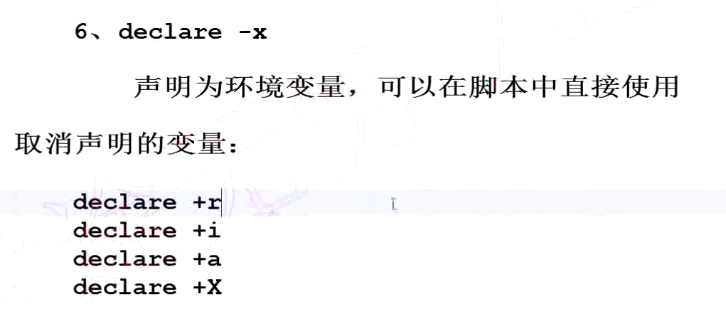 6、declare -x
声明为环境变量，可以在脚本中直接使用
取消声明的变量：
declare +r
declare +i
declare +a
declare +X